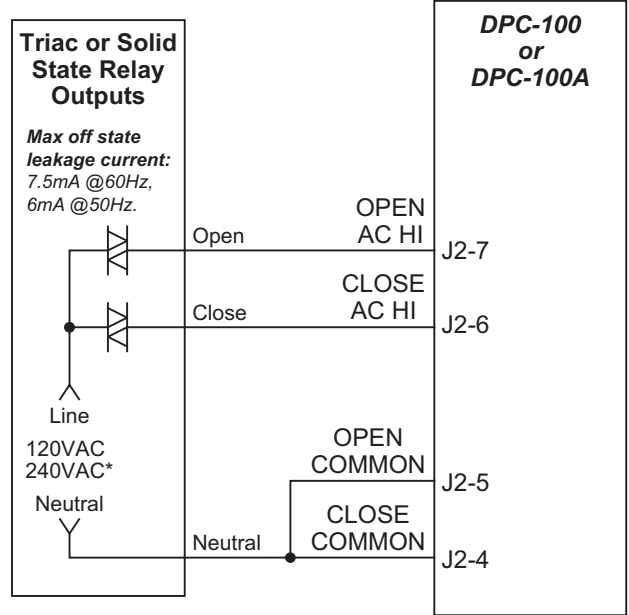 Triac or Solid
State Relay
Outputs
Max off state
leakage current:
7.5mA @60Hz,
6mA @50Hz.
DPC-100
or
DPC-100A
Open
OPEN
AC HI
J2-7
Close
CLOSE
AC HI
J2-6
Line
120VAC
240VAC*
Neutral
OPEN
COMMON
J2-5
Neutral
CLOSE
COMMON
J2-4